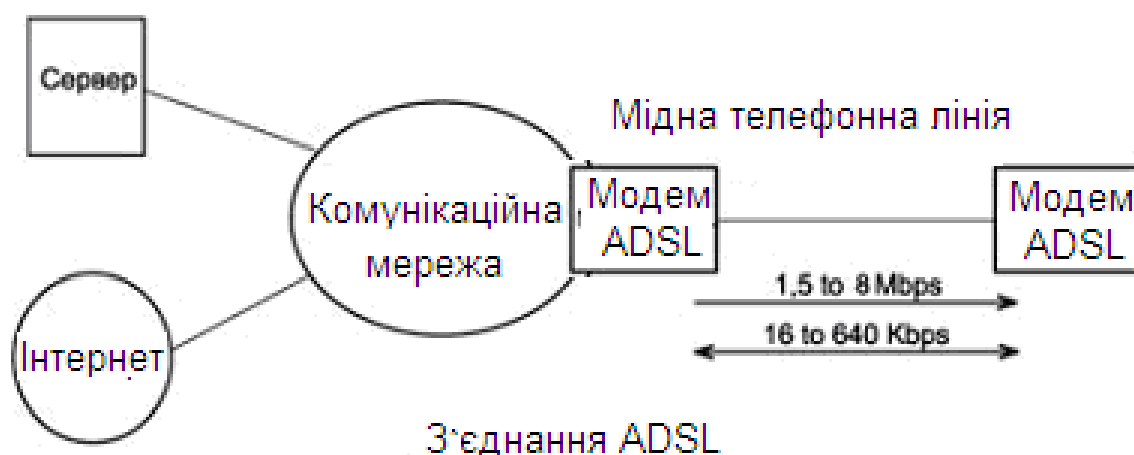 Сервер
Мідна телефонна лінія
Комунікаційна
мережа
Модем
ADSL
Модем
ADSL
1,5 to 8 Mbps
16 to 640 Kbps
Інтернет
З`єднання ADSL